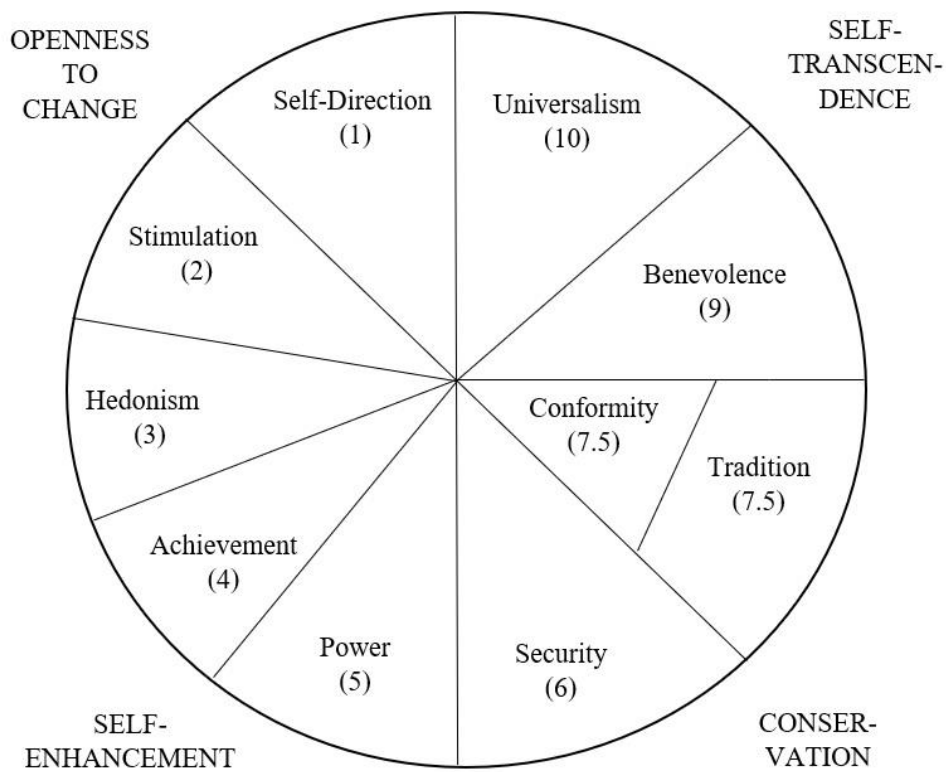 OPENNESS
TO
CHANGE
SELF-
TRANSCEN-
DENCE
Self-Direction
(1)
Universalism
(10)
Stimulation
(2)
Benevolence
(9)
Hedonism
(3)
Conformity
(7.5)
Tradition
(7.5)
Achievement
(4)
Power
(5)
Security
(6)
SELF-
ENHANCEMENT
CONSER-
VATION